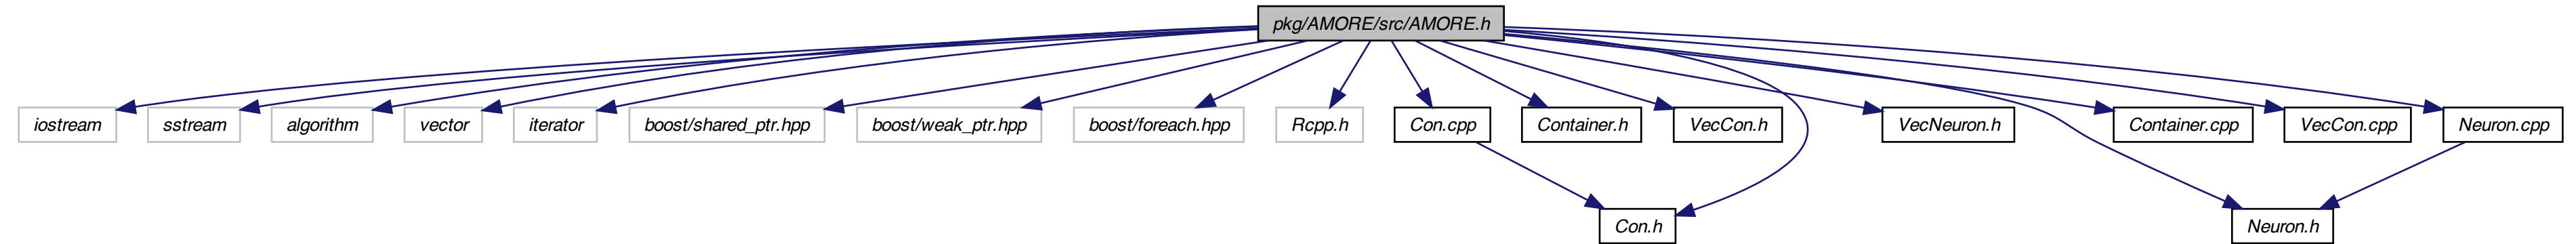 pkg/AMORE/src/AMORE.h
iostream
sstream
algorithm
vector
iterator
boost/shared_ptr.hpp
boost/weak_ptr.hpp
boost/foreach.hpp
Rcpp.h
Con.cpp
Container.h
VecCon.h
VecNeuron.h
Container.cpp
VecCon.cpp
Neuron.cpp
Con.h
Neuron.h